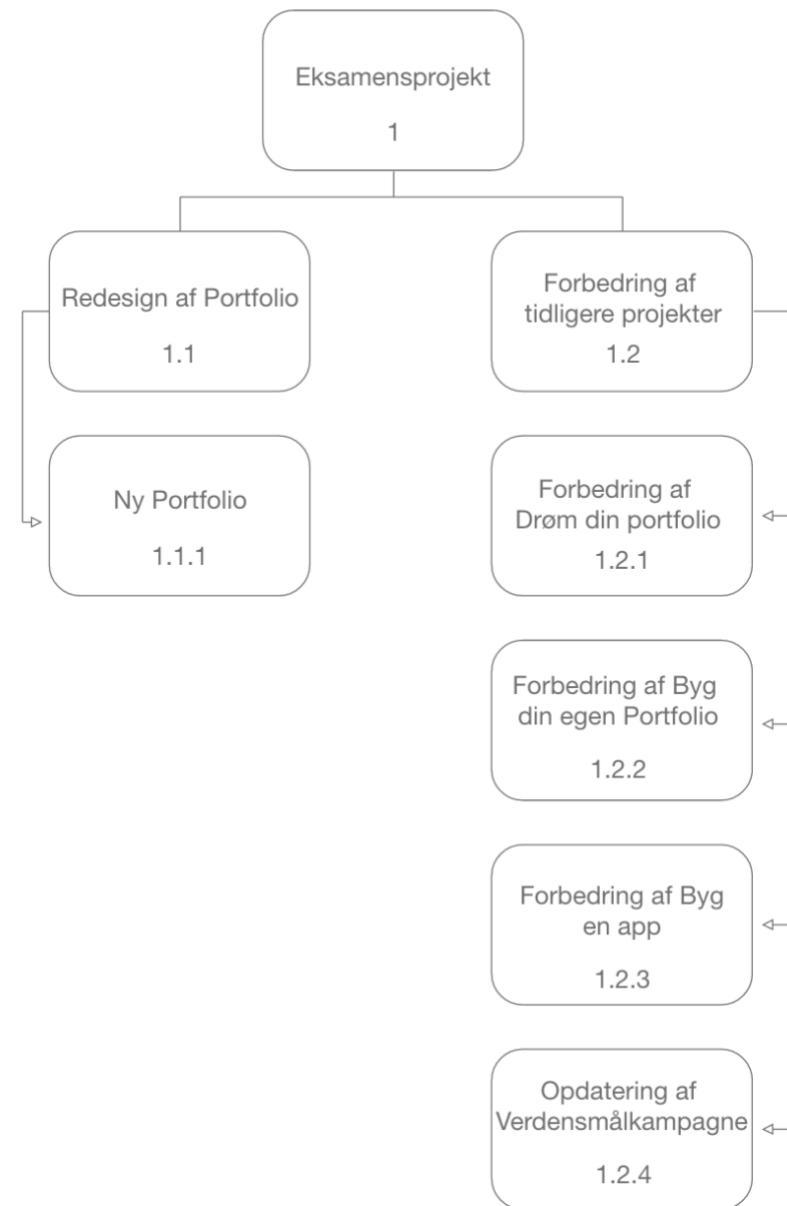 Eksamensprojekt
1
Redesign af Portfolio
1.1
Forbedring af
tidligere projekter
1.2
Ny Portfolio
1.1.1
Forbedring af
Drøm din portfolio
1.2.1
Forbedring af Byg
din egen Portfolio
1.2.2
Forbedring af Byg
en app
1.2.3
Opdatering af
Verdensmålkampagne
1.2.4